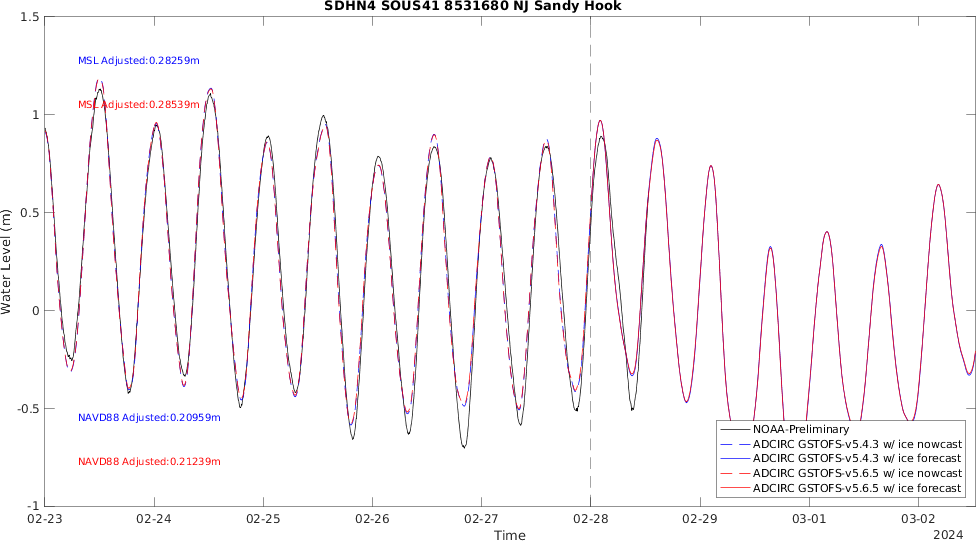 SDHN4 SOUS41 8531680 NJ Sandy Hook
1.5
MSL Adjusted:0.28259m
MSL Adjusted:0.28539m
1
0.5
Water Level (m)
0
-0.5
NAVD88 Adjusted:0.20959m
NAVD88 Adjusted:0.21239m
NOAA-Preliminary
ADCIRC GSTOFS-v5.4.3 w/ ice nowcast
ADCIRC GSTOFS-v5.4.3 w/ ice forecast
ADCIRC GSTOFS-v5.6.5 w/ ice nowcast
ADCIRC GSTOFS-v5.6.5 w/ ice forecast
-1
02-23 02-24 02-25 02-26 02-27 02-28 02-29 03-01 03-02
Time
2024